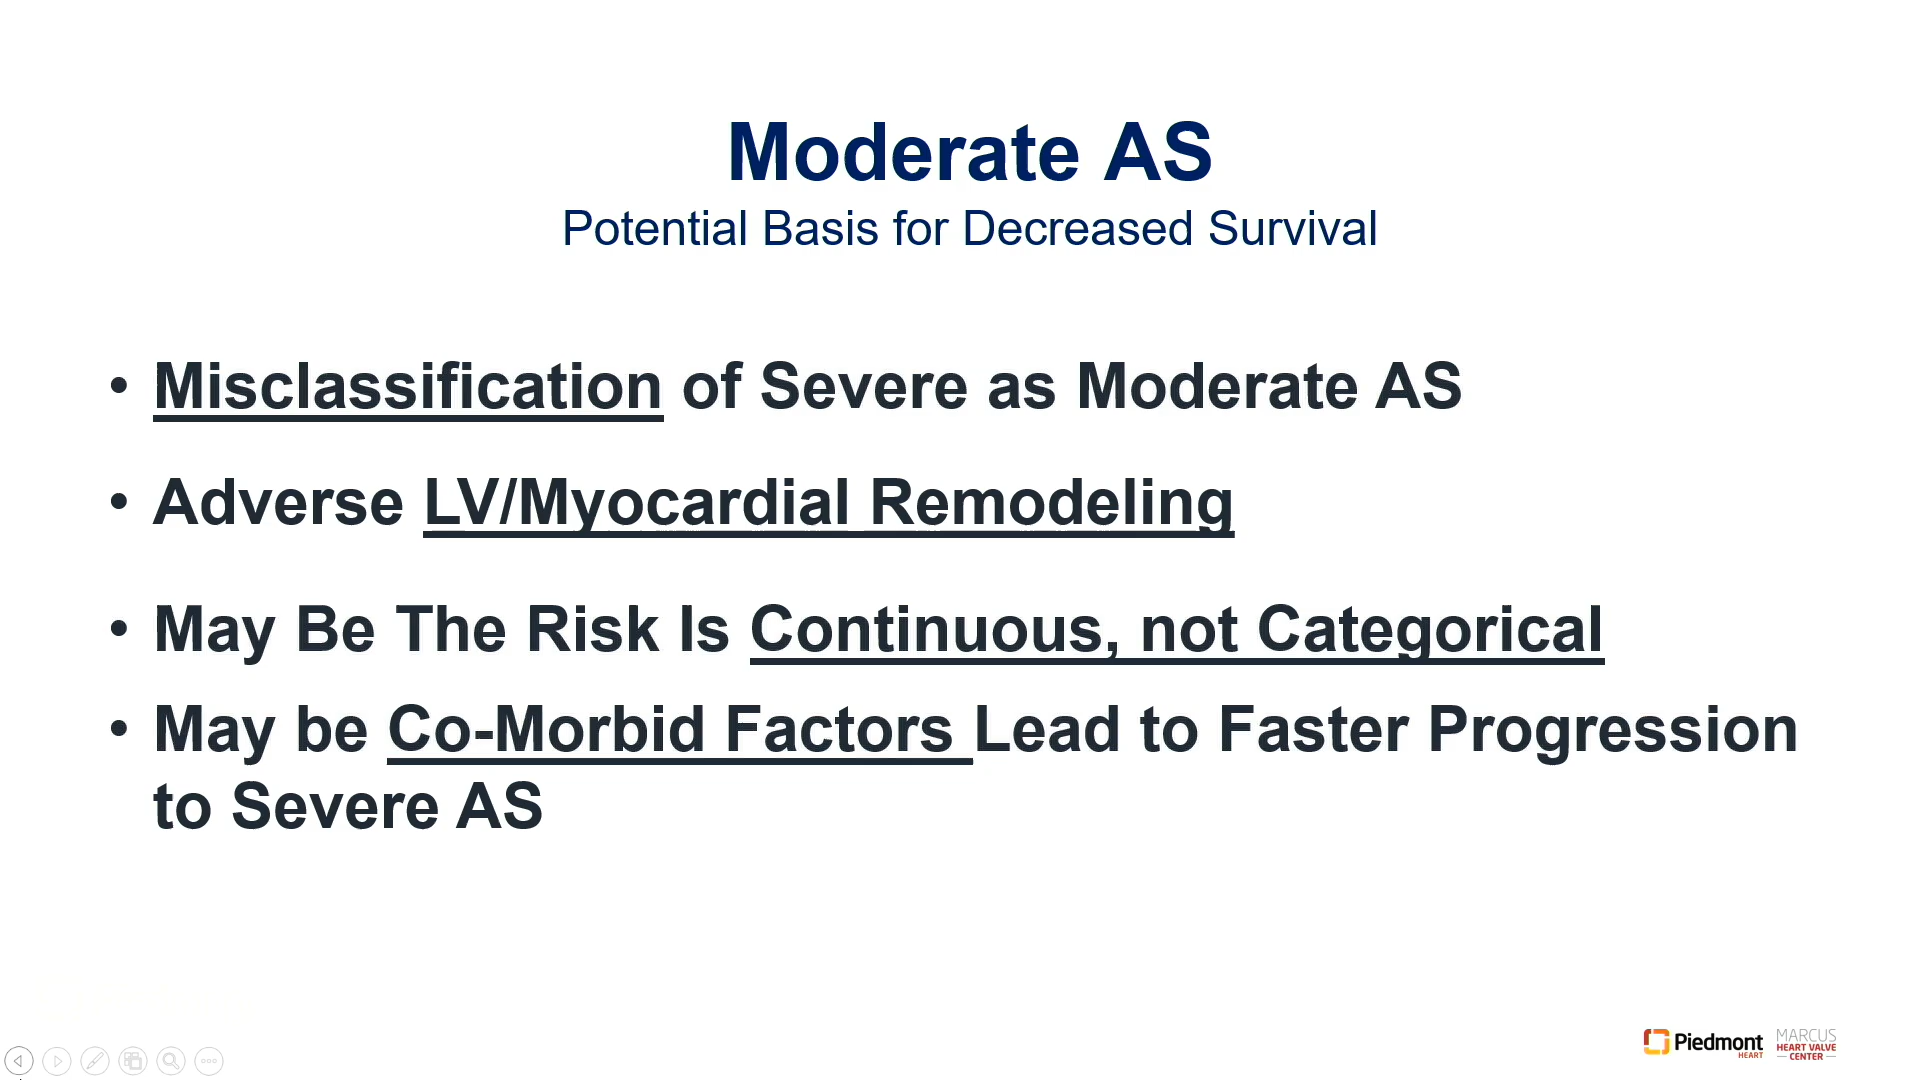 Moderate AS
Potential Basis for Decreased Survival
• Misclassification of Severe as Moderate AS
• Adverse LV/Myocardial Remodeling
• May Be The Risk Is Continuous, not Categorical
• May be Co-Morbid Factors Lead to Faster Progression
to Severe AS
Piedmont
HEART
MARCUS
HEART VALVE
CENTER